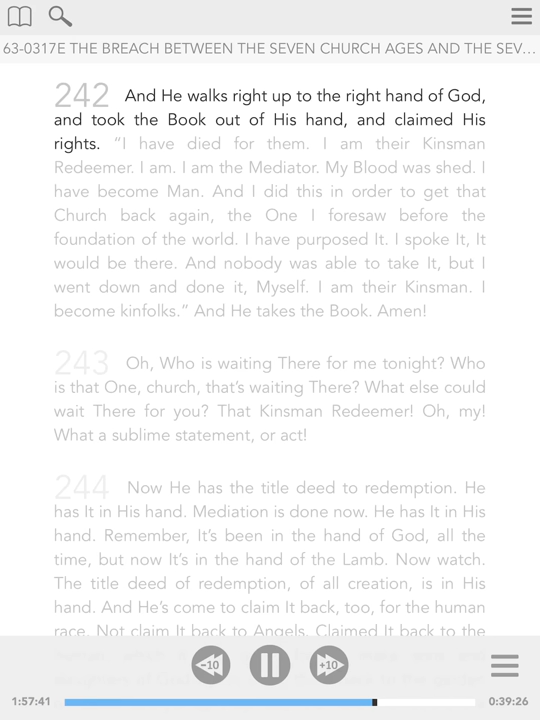 63-0317E THE BREACH BETWEEN THE SEVEN CHURCH AGES AND THE SEV...
242 And He walks right up to the right hand of God,
and took the Book out of His hand, and claimed His
rights. “I have died for them. I am their Kinsman
Redeemer. I am. I am the Mediator. My Blood was shed. I
have become Man. And I did this in order to get that
Church back again, the One I foresaw before the
foundation of the world. I have purposed It. I spoke It, It
would be there. And nobody was able to take It, but I
went down and done it, Myself. I am their Kinsman. I
become kinfolks.” And He takes the Book. Amen!
243 Oh, Who is waiting There for me tonight? Who
is that One, church, that’s waiting There? What else could
wait There for you? That Kinsman Redeemer! Oh, my!
What a sublime statement, or act!
244 Now He has the title deed to redemption. He
has It in His hand. Mediation is done now. He has It in His
hand. Remember, It’s been in the hand of God, all the
time, but now It’s in the hand of the Lamb. Now watch.
The title deed of redemption, of all creation, is in His
hand. And He’s come to claim It back, too, for the human
race. Not claim It back to Angels. Claimed It back to the
-10 +10
1:57:41 0:39:26